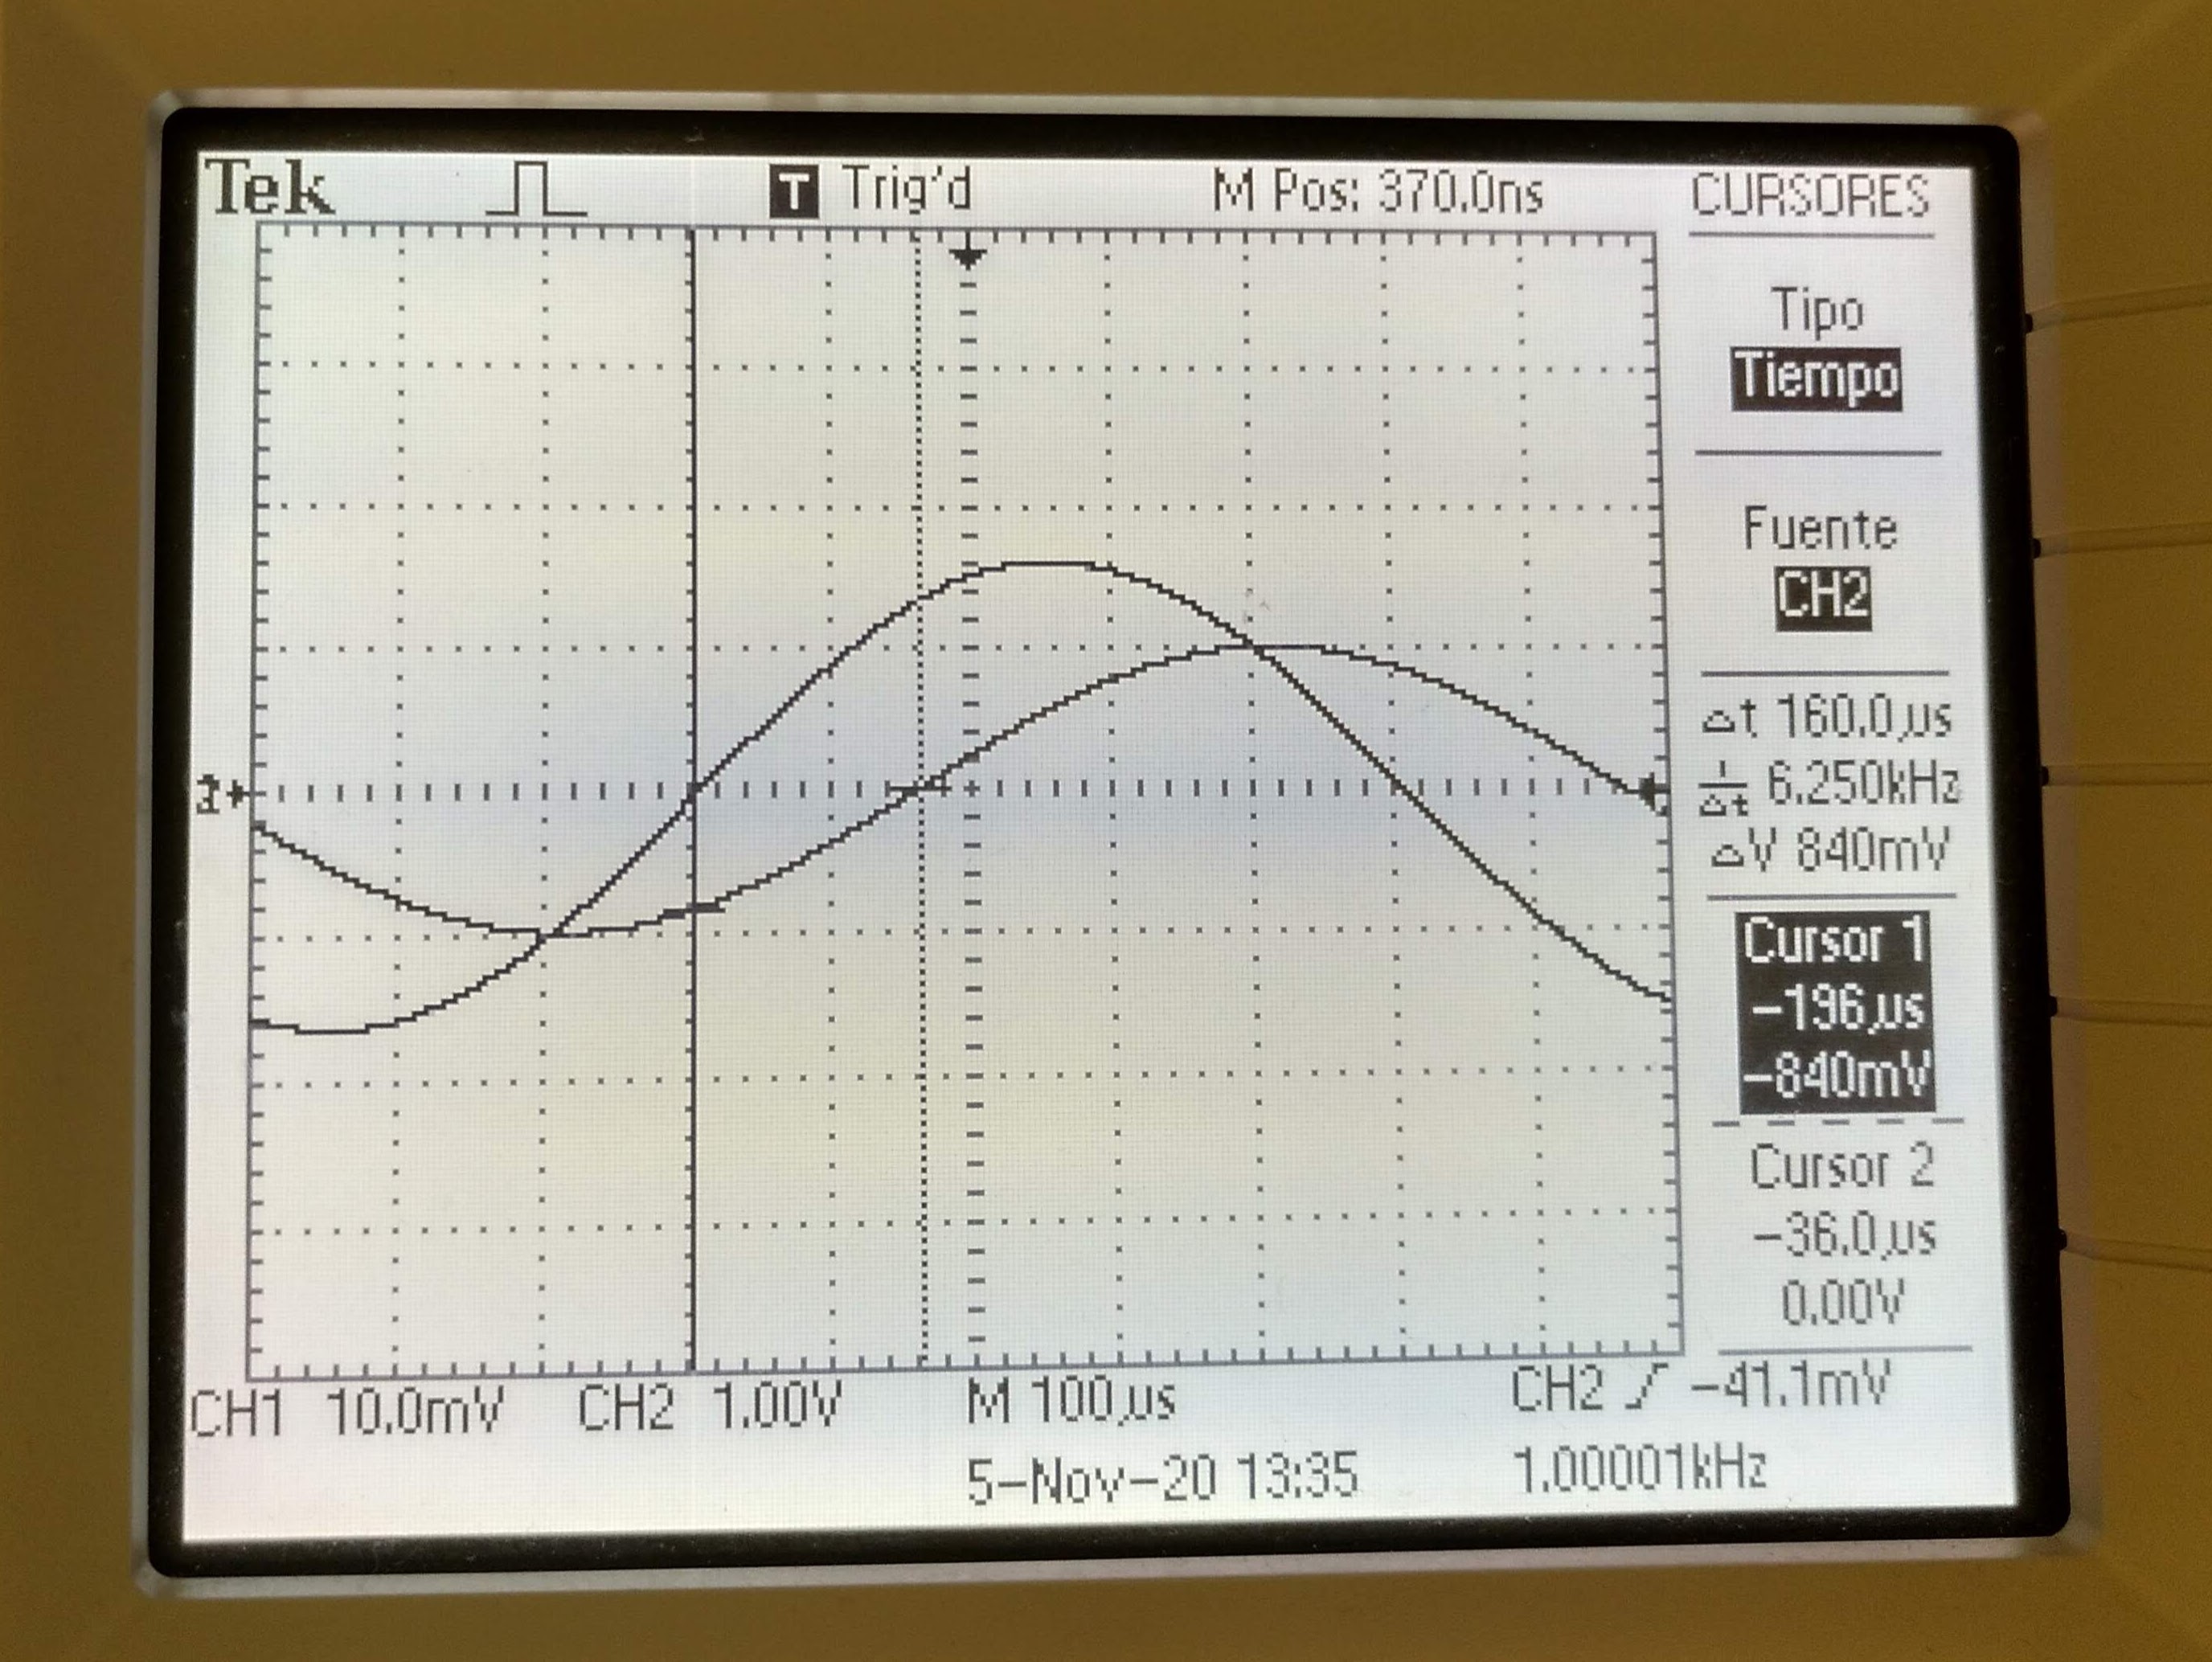 Tek T Trig'd M Pos: 370.0ns CURSORES
Tipo
Tiempo
Fuente
CH2
Δt 160.0µs
1/Δt 6.250kHz
ΔV 840mV
Cursor 1
-196µs
-840mV
Cursor 2
-36.0µs
0.00V
CH1 10.0mV CH2 1.00V M 100µs CH2 -41.1mV
5-Nov-20 13:35 1.00001kHz